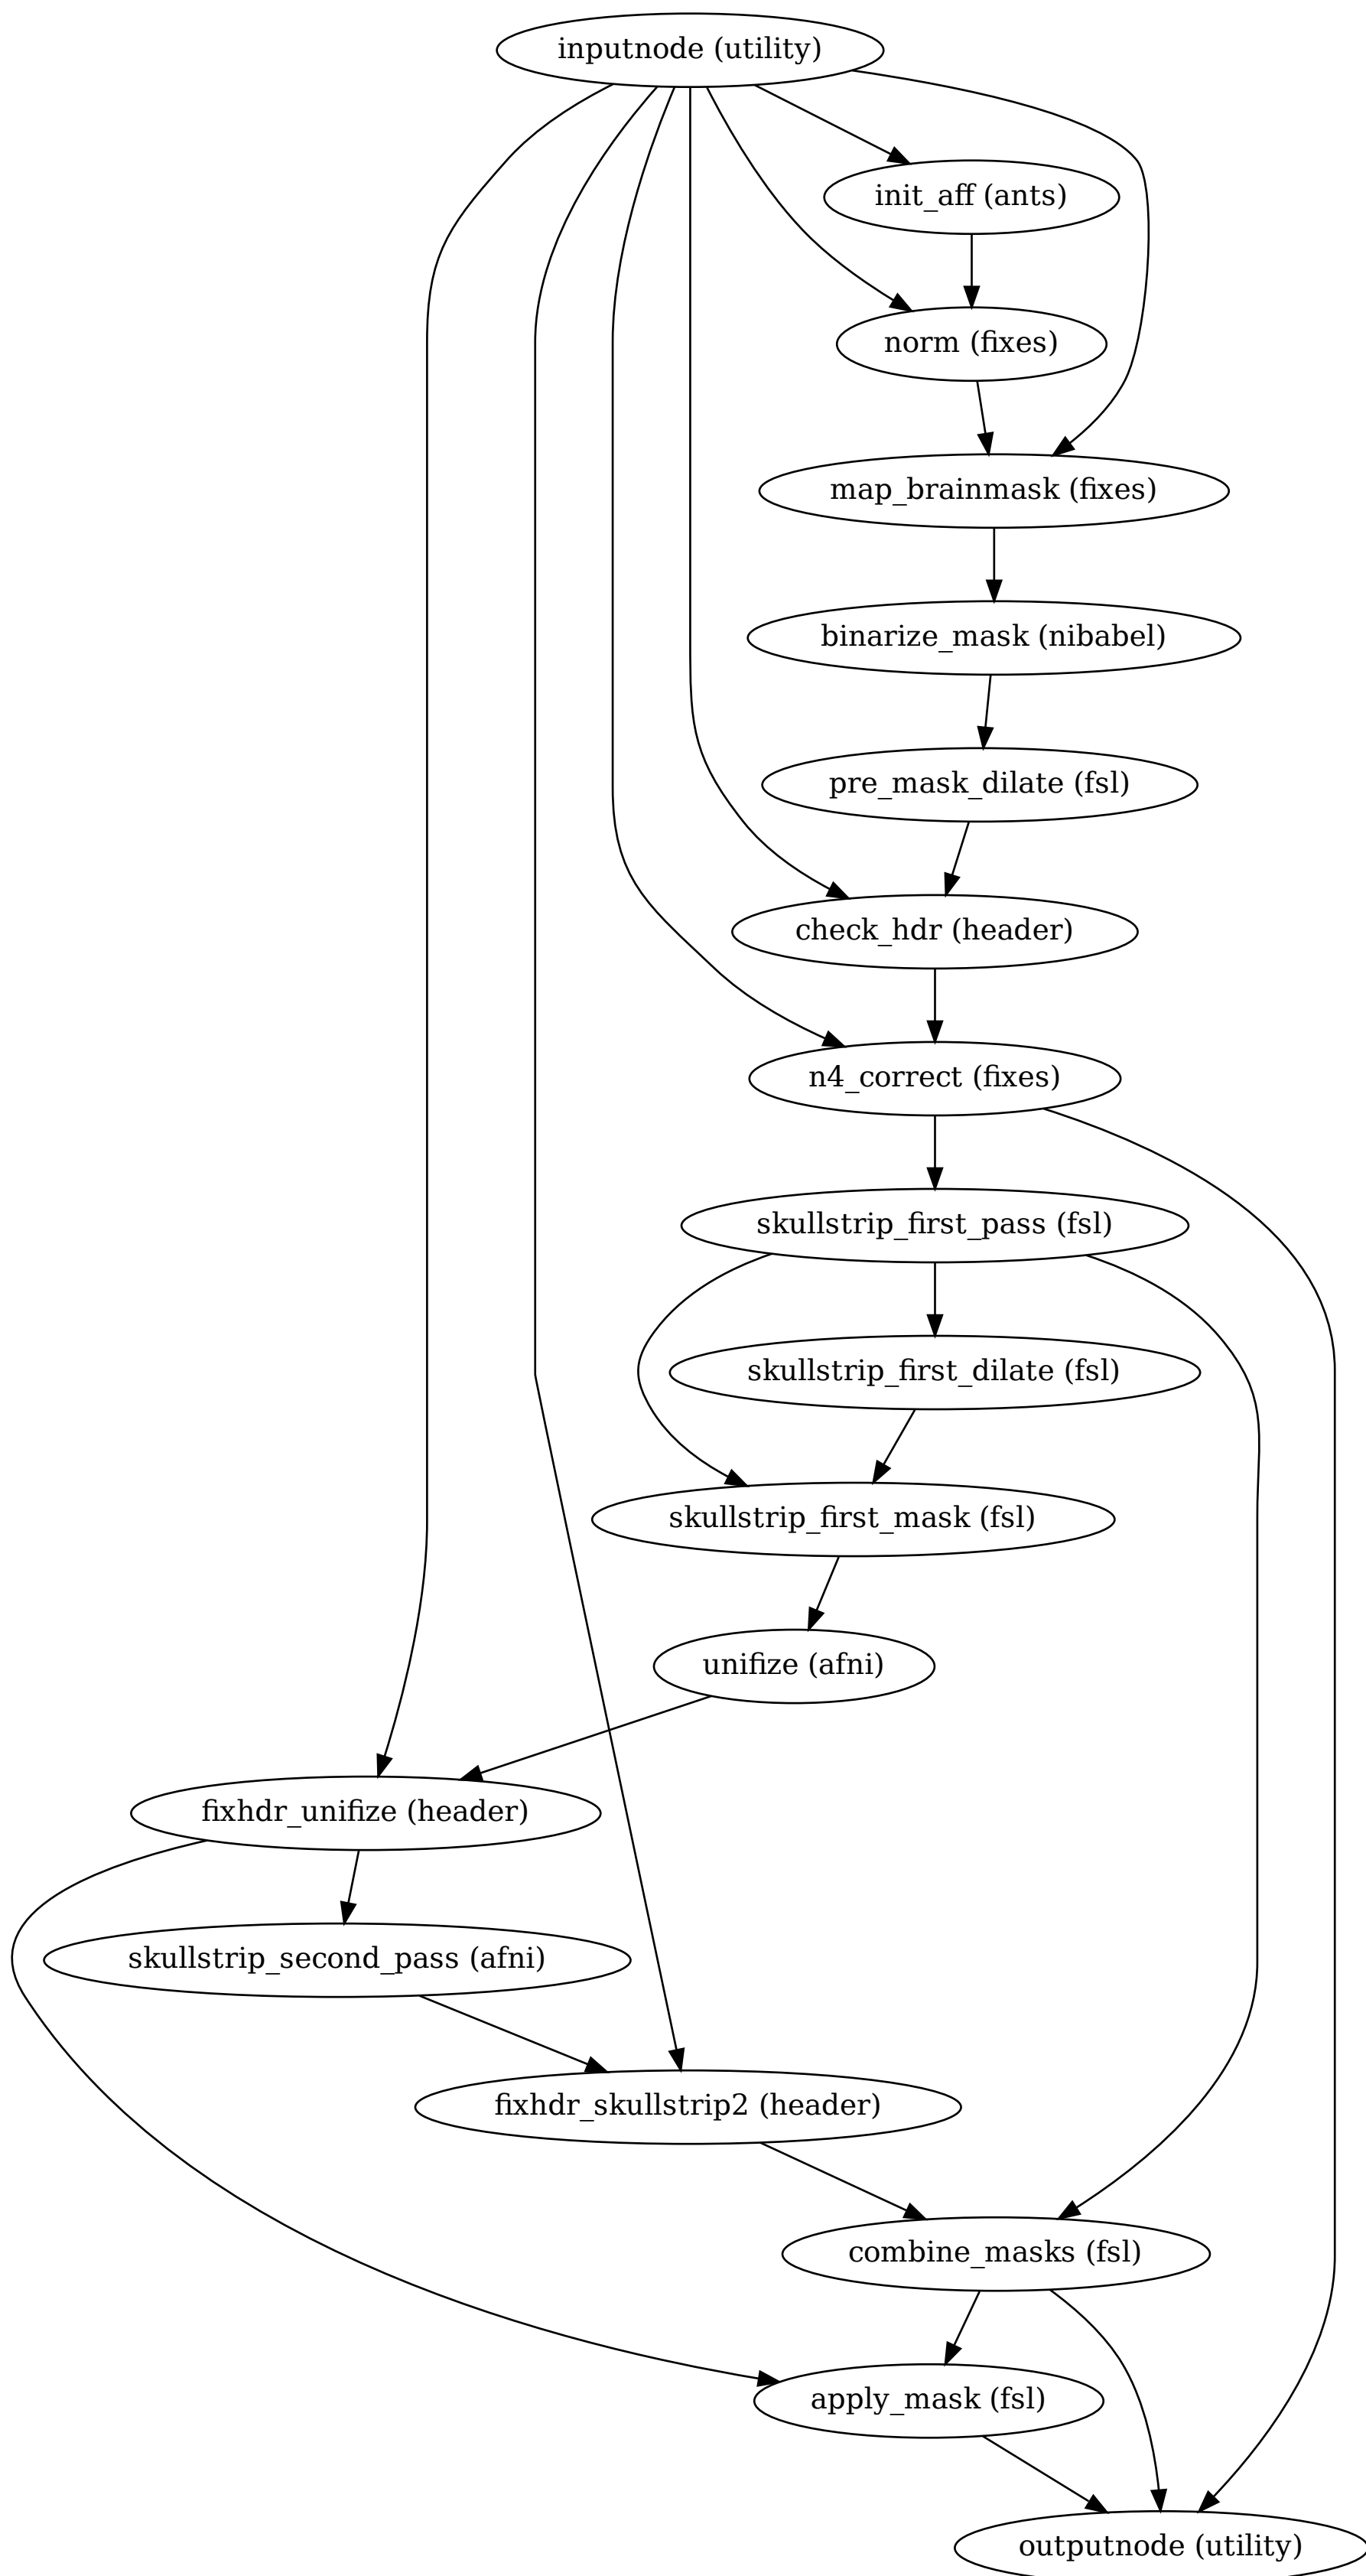 inputnode (utility)
init_aff (ants)
norm (fixes)
map_brainmask (fixes)
binarize_mask (nibabel)
pre_mask_dilate (fsl)
check_hdr (header)
n4_correct (fixes)
skullstrip_first_pass (fsl)
skullstrip_first_dilate (fsl)
skullstrip_first_mask (fsl)
unifize (afni)
fixhdr_unifize (header)
skullstrip_second_pass (afni)
fixhdr_skullstrip2 (header)
combine_masks (fsl)
apply_mask (fsl)
outputnode (utility)